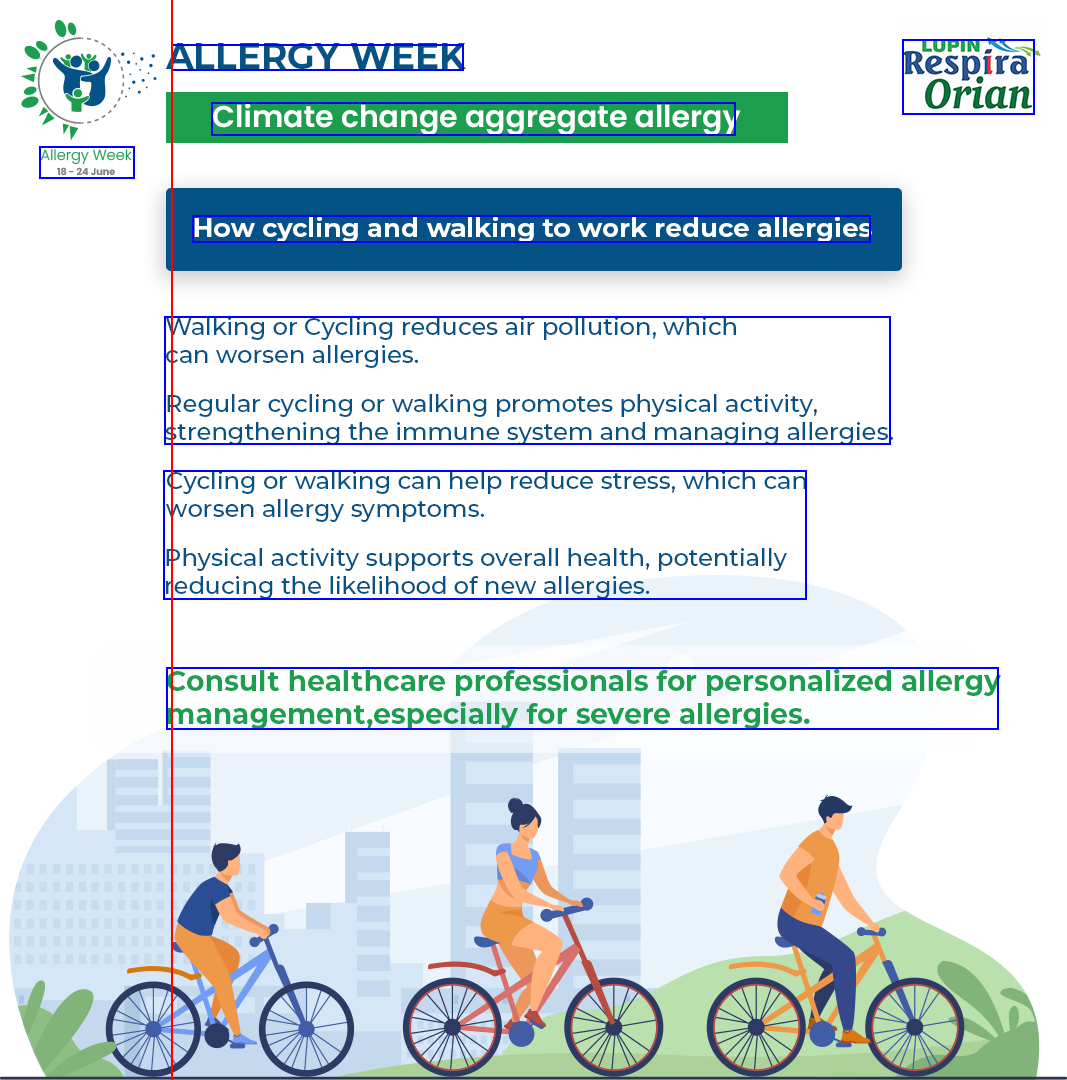 ALLERGY WEEK
LUPIN
Respira
Orian
Climate change aggregate allergy
Allergy Week
18 - 24 June
How cycling and walking to work reduce allergies
Walking or Cycling reduces air pollution, which
can worsen allergies.
Regular cycling or walking promotes physical activity,
strengthening the immune system and managing allergies.
Cycling or walking can help reduce stress, which can
worsen allergy symptoms.
Physical activity supports overall health, potentially
reducing the likelihood of new allergies.
Consult healthcare professionals for personalized allergy
management,especially for severe allergies.